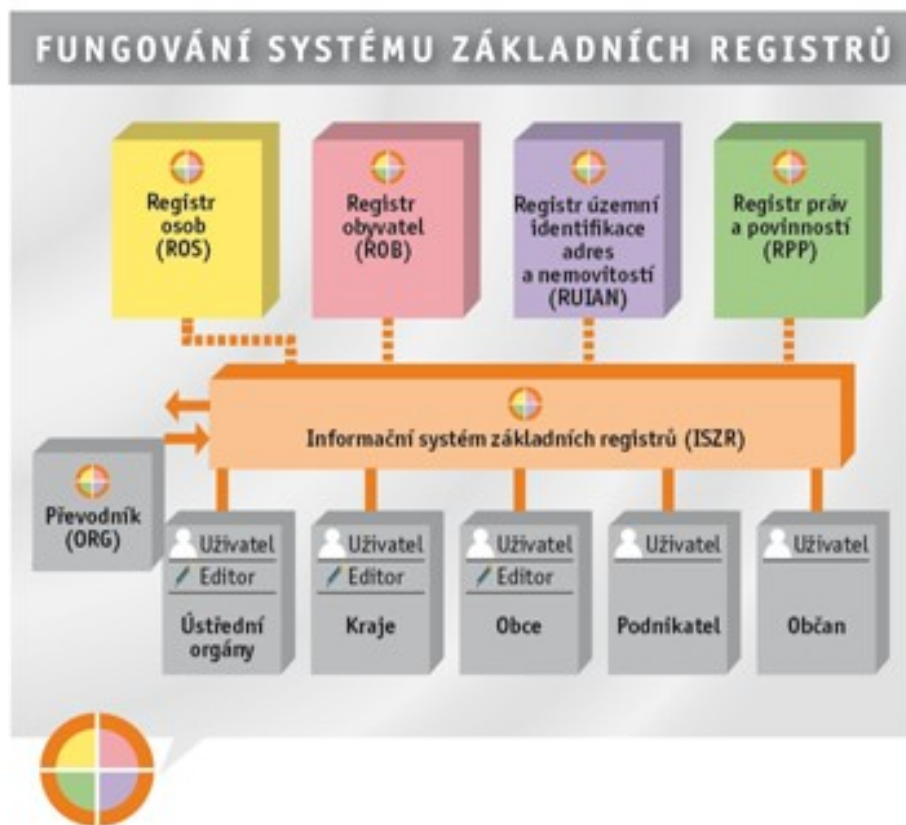 FUNGOVÁNÍ SYSTÉMU ZÁKLADNÍCH REGISTRŮ
Registr
osob
(ROS)
Registr
obyvatel
(ROB)
Registr územní
identifikace
adres
a nemovitostí
(RUIAN)
Registr práv
a povinností
(RPP)
Informační systém základních registrů (ISZR)
Převodník
(ORG)
Uživatel
Editor
Ústřední
orgány
Uživatel
Editor
Kraje
Uživatel
Editor
Obce
Uživatel
Podnikatel
Uživatel
Občan